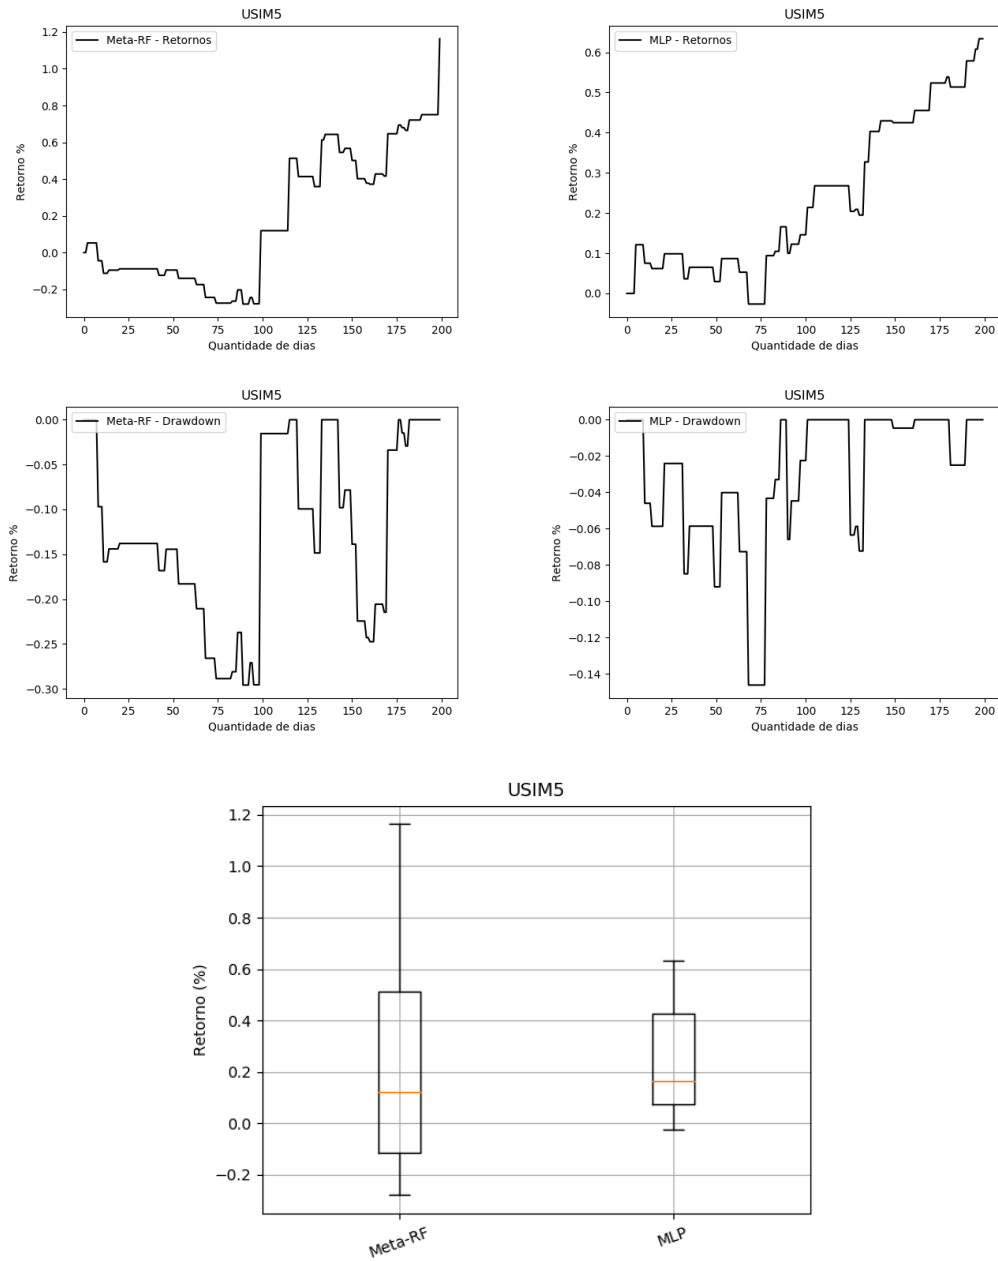 USIM5
Meta-RF - Retornos
1.2
1.0
0.8
0.6
0.4
0.2
0.0
−0.2
Retorno %
0 25 50 75 100 125 150 175 200
Quantidade de dias
USIM5
MLP - Retornos
0.6
0.5
0.4
0.3
0.2
0.1
0.0
Retorno %
0 25 50 75 100 125 150 175 200
Quantidade de dias
USIM5
Meta-RF - Drawdown
0.00
−0.05
−0.10
−0.15
−0.20
−0.25
−0.30
Retorno %
0 25 50 75 100 125 150 175 200
Quantidade de dias
USIM5
MLP - Drawdown
0.00
−0.02
−0.04
−0.06
−0.08
−0.10
−0.12
−0.14
Retorno %
0 25 50 75 100 125 150 175 200
Quantidade de dias
USIM5
1.2
1.0
0.8
0.6
0.4
0.2
0.0
−0.2
Retorno (%)
Meta-RF
MLP